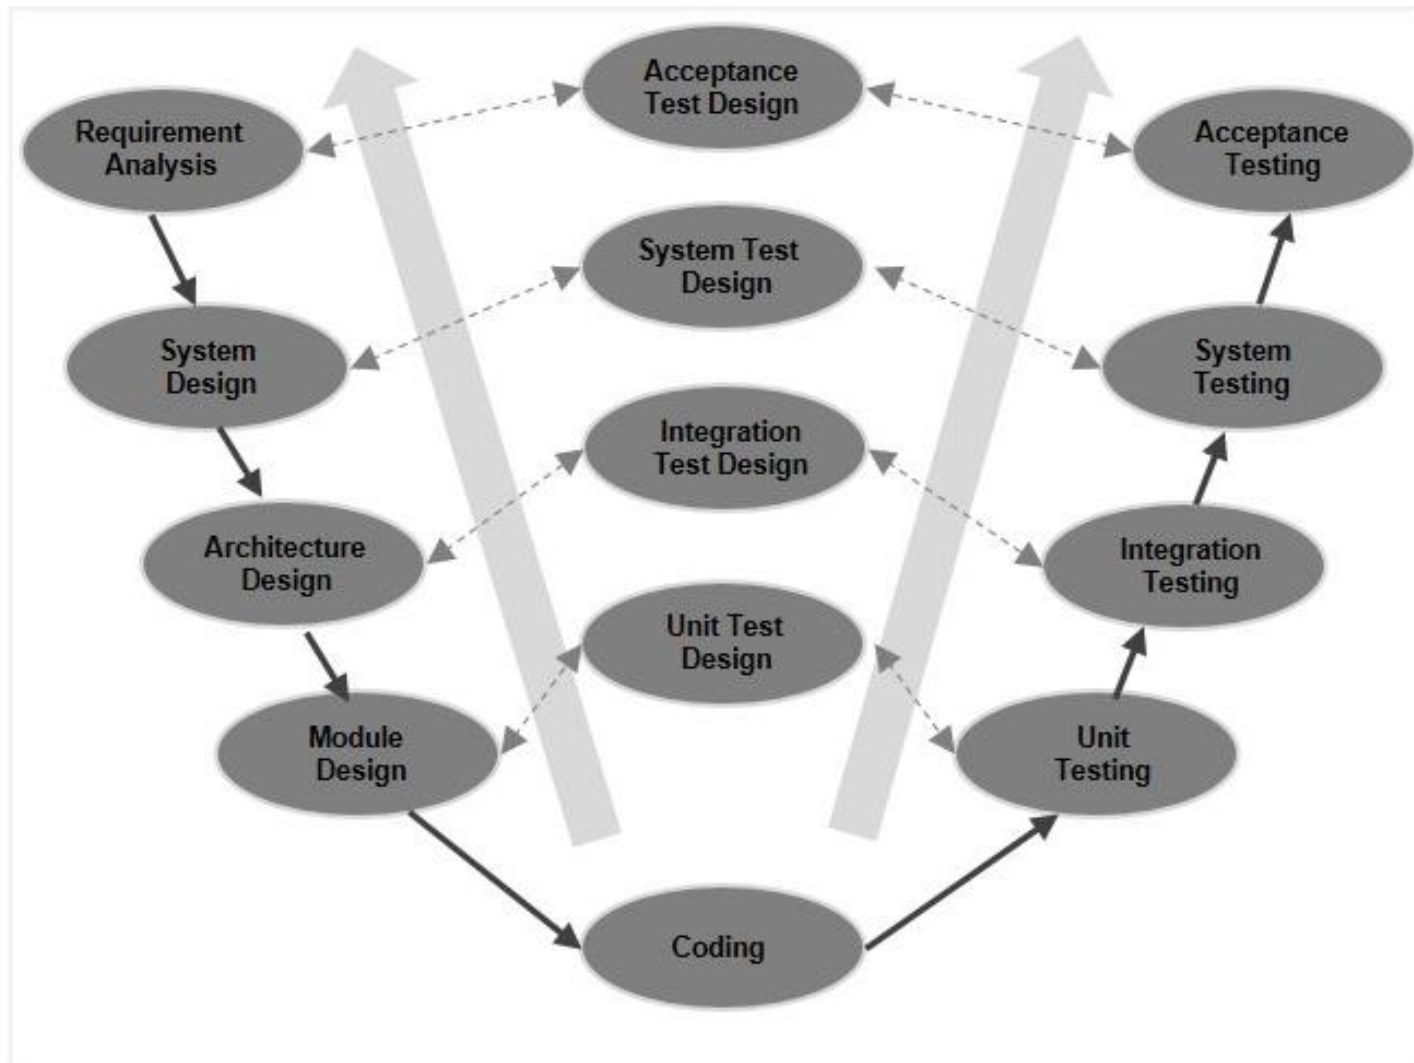 Acceptance
Test Design
Requirement
Analysis
Acceptance
Testing
System Test
Design
System
Design
System
Testing
Integration
Test Design
Architecture
Design
Integration
Testing
Unit Test
Design
Module
Design
Unit
Testing
Coding